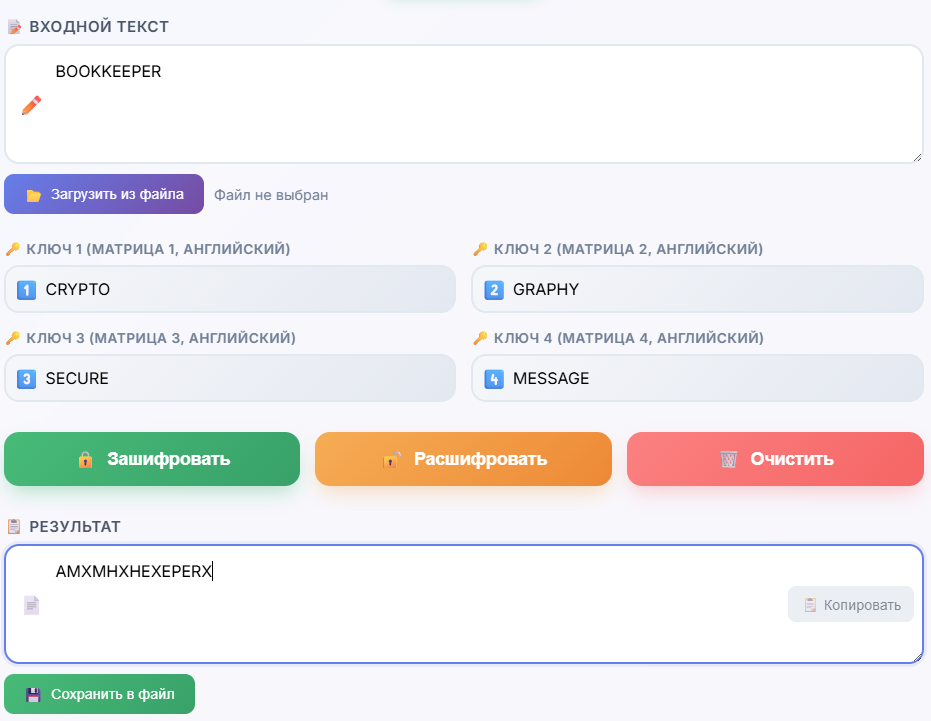 ВХОДНОЙ ТЕКСТ
BOOKKEEPER
Загрузить из файла
Файл не выбран
КЛЮЧ 1 (МАТРИЦА 1, АНГЛИЙСКИЙ)
КЛЮЧ 2 (МАТРИЦА 2, АНГЛИЙСКИЙ)
1 CRYPTO
2 GRAPHY
КЛЮЧ 3 (МАТРИЦА 3, АНГЛИЙСКИЙ)
КЛЮЧ 4 (МАТРИЦА 4, АНГЛИЙСКИЙ)
3 SECURE
4 MESSAGE
Зашифровать
Расшифровать
Очистить
РЕЗУЛЬТАТ
AMXMHXHEXEPERX
Копировать
Сохранить в файл